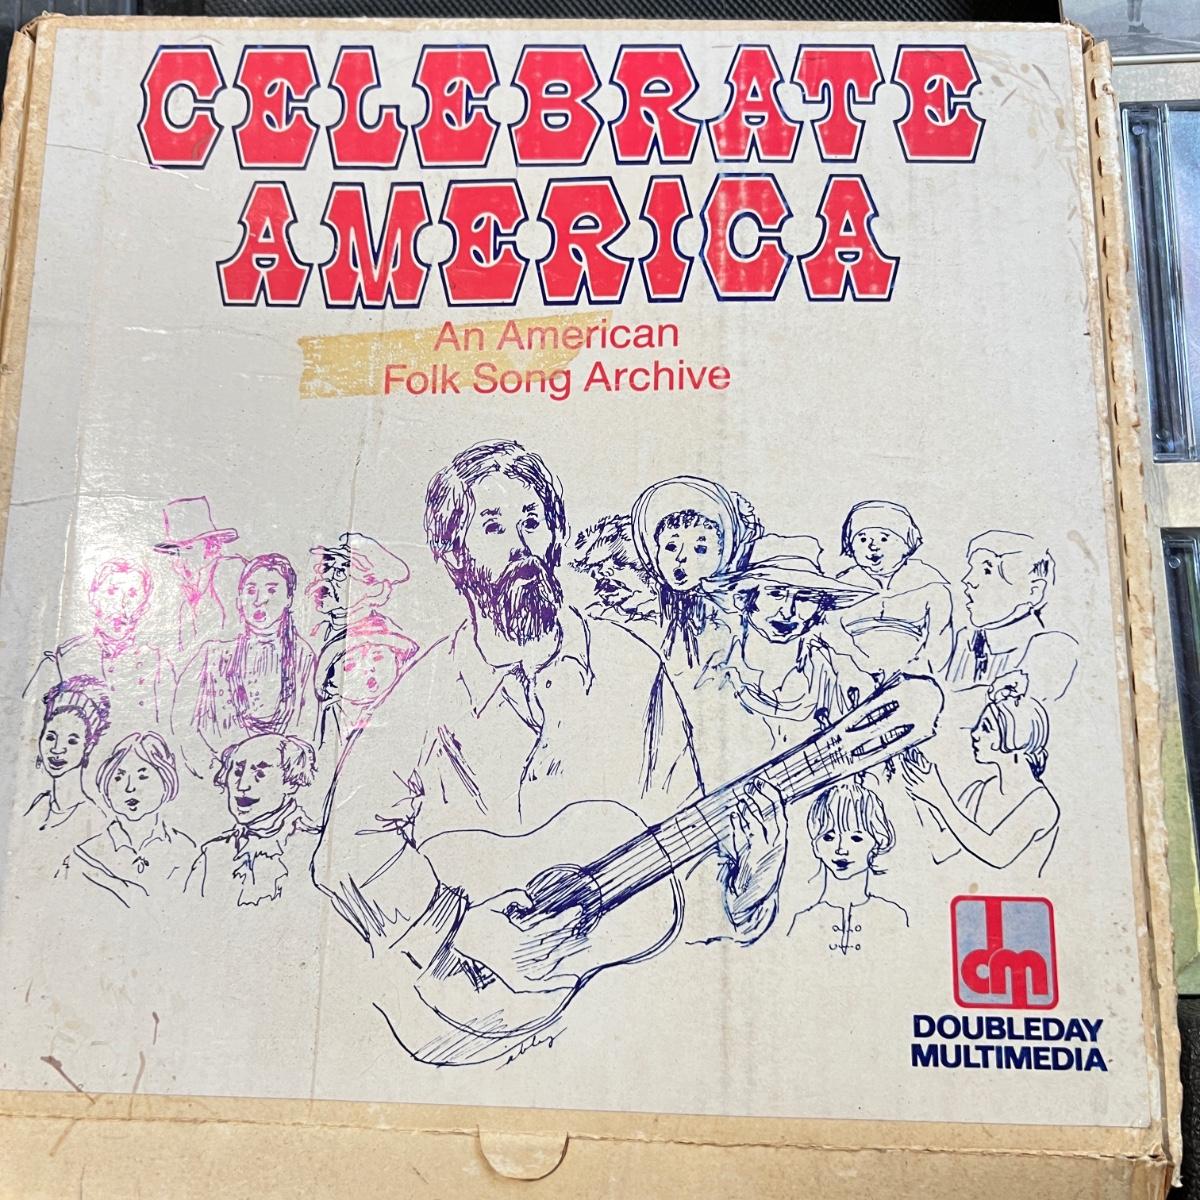 CELEBRATE
AMERICA
An American
Folk Song Archive
dm
DOUBLEDAY
MULTIMEDIA